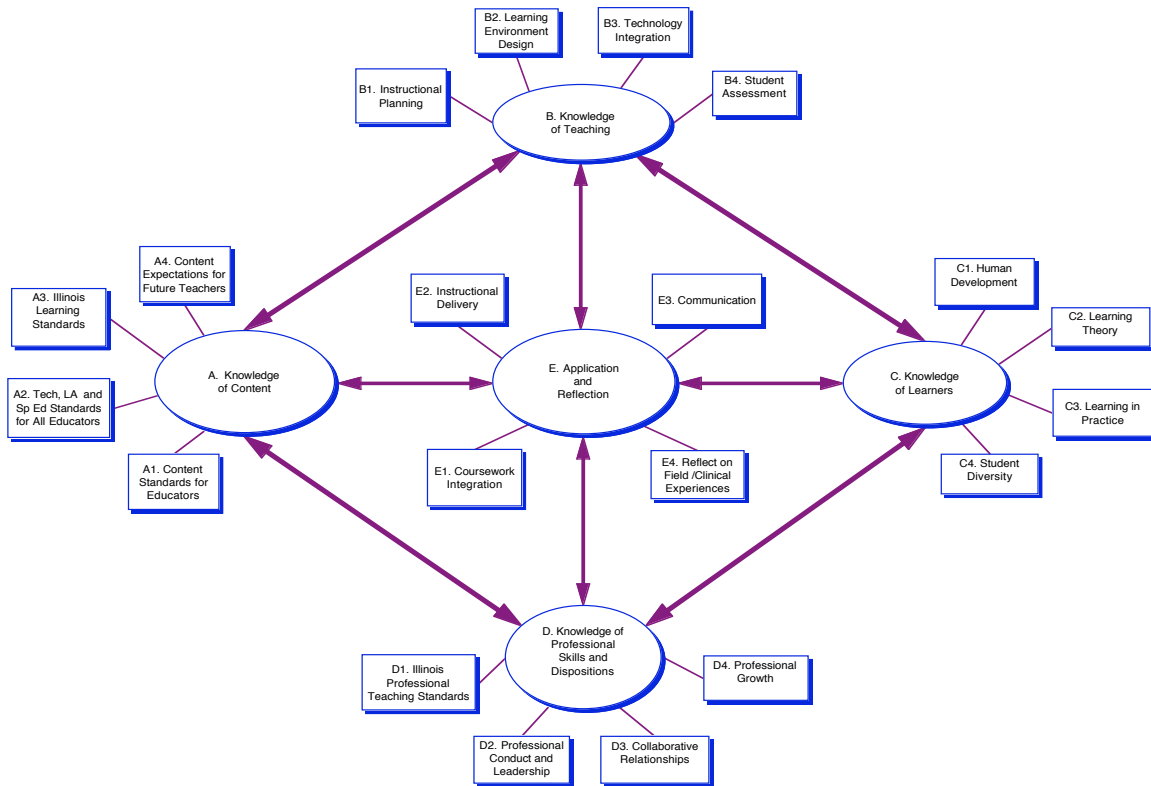 B2. Learning
Environment
Design
B3. Technology
Integration
B1. Instructional
Planning
B4. Student
Assessment
B. Knowledge
of Teaching
A4. Content
Expectations for
Future Teachers
A3. Illinois
Learning
Standards
E2. Instructional
Delivery
E3. Communication
C1. Human
Development
C2. Learning
Theory
A. Knowledge
of Content
E. Application
and
Reflection
C. Knowledge
of Learners
A2. Tech, LA and
Sp Ed Standards
for All Educators
C3. Learning in
Practice
A1. Content
Standards for
Educators
E1. Coursework
Integration
E4. Reflect on
Field /Clinical
Experiences
C4. Student
Diversity
D. Knowledge of
Professional
Skills and
Dispositions
D1. Illinois
Professional
Teaching Standards
D4. Professional
Growth
D2. Professional
Conduct and
Leadership
D3. Collaborative
Relationships